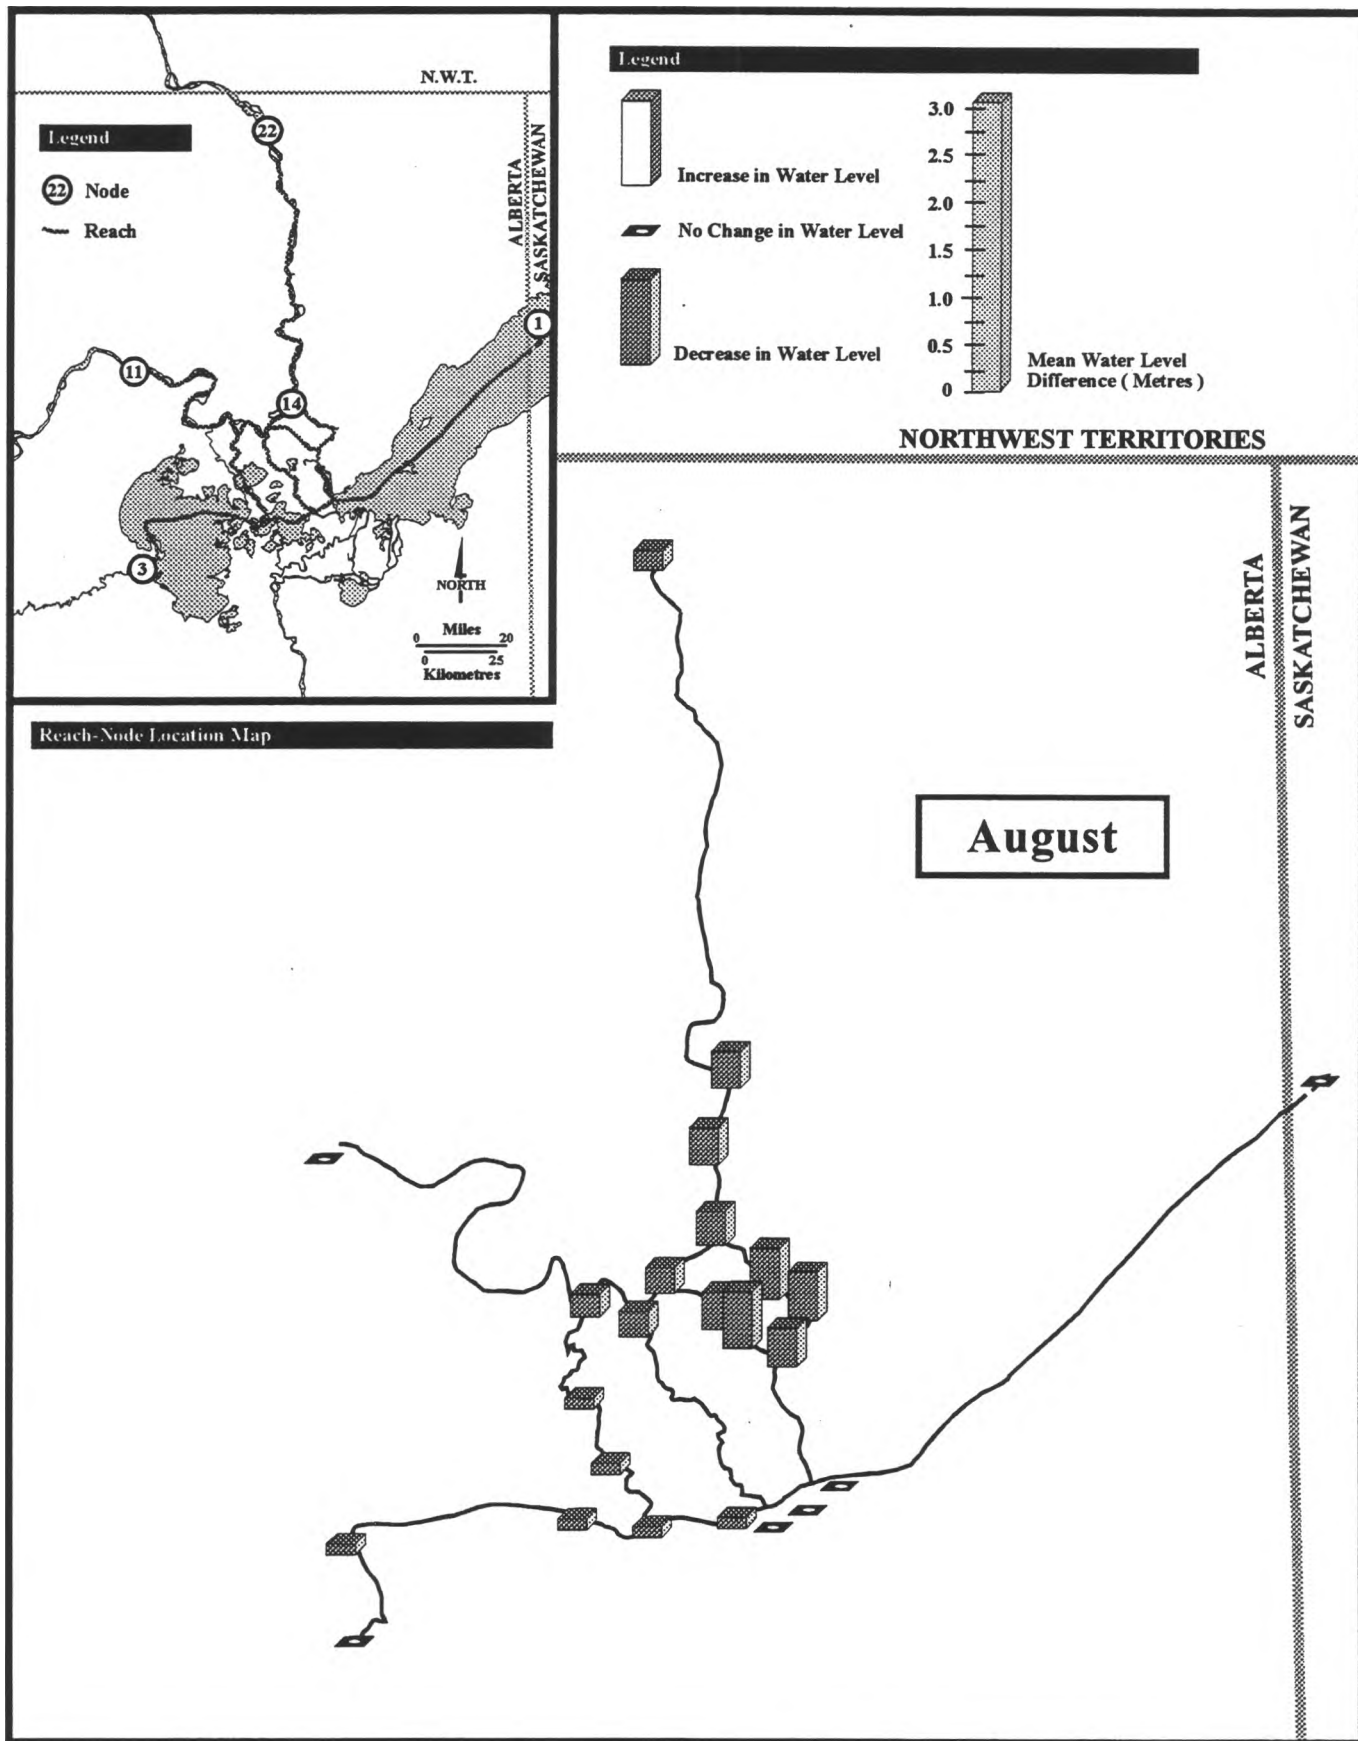 N.W.T.
Legend
22 Node
Reach
22
ALBERTA
SASKATCHEWAN
1
11
14
3
NORTH
Miles
0 20
0 25
Kilometres
Reach-Node Location Map
Legend
Increase in Water Level
No Change in Water Level
Decrease in Water Level
3.0
2.5
2.0
1.5
1.0
0.5
0
Mean Water Level
Difference ( Metres )
NORTHWEST TERRITORIES
ALBERTA
SASKATCHEWAN
August